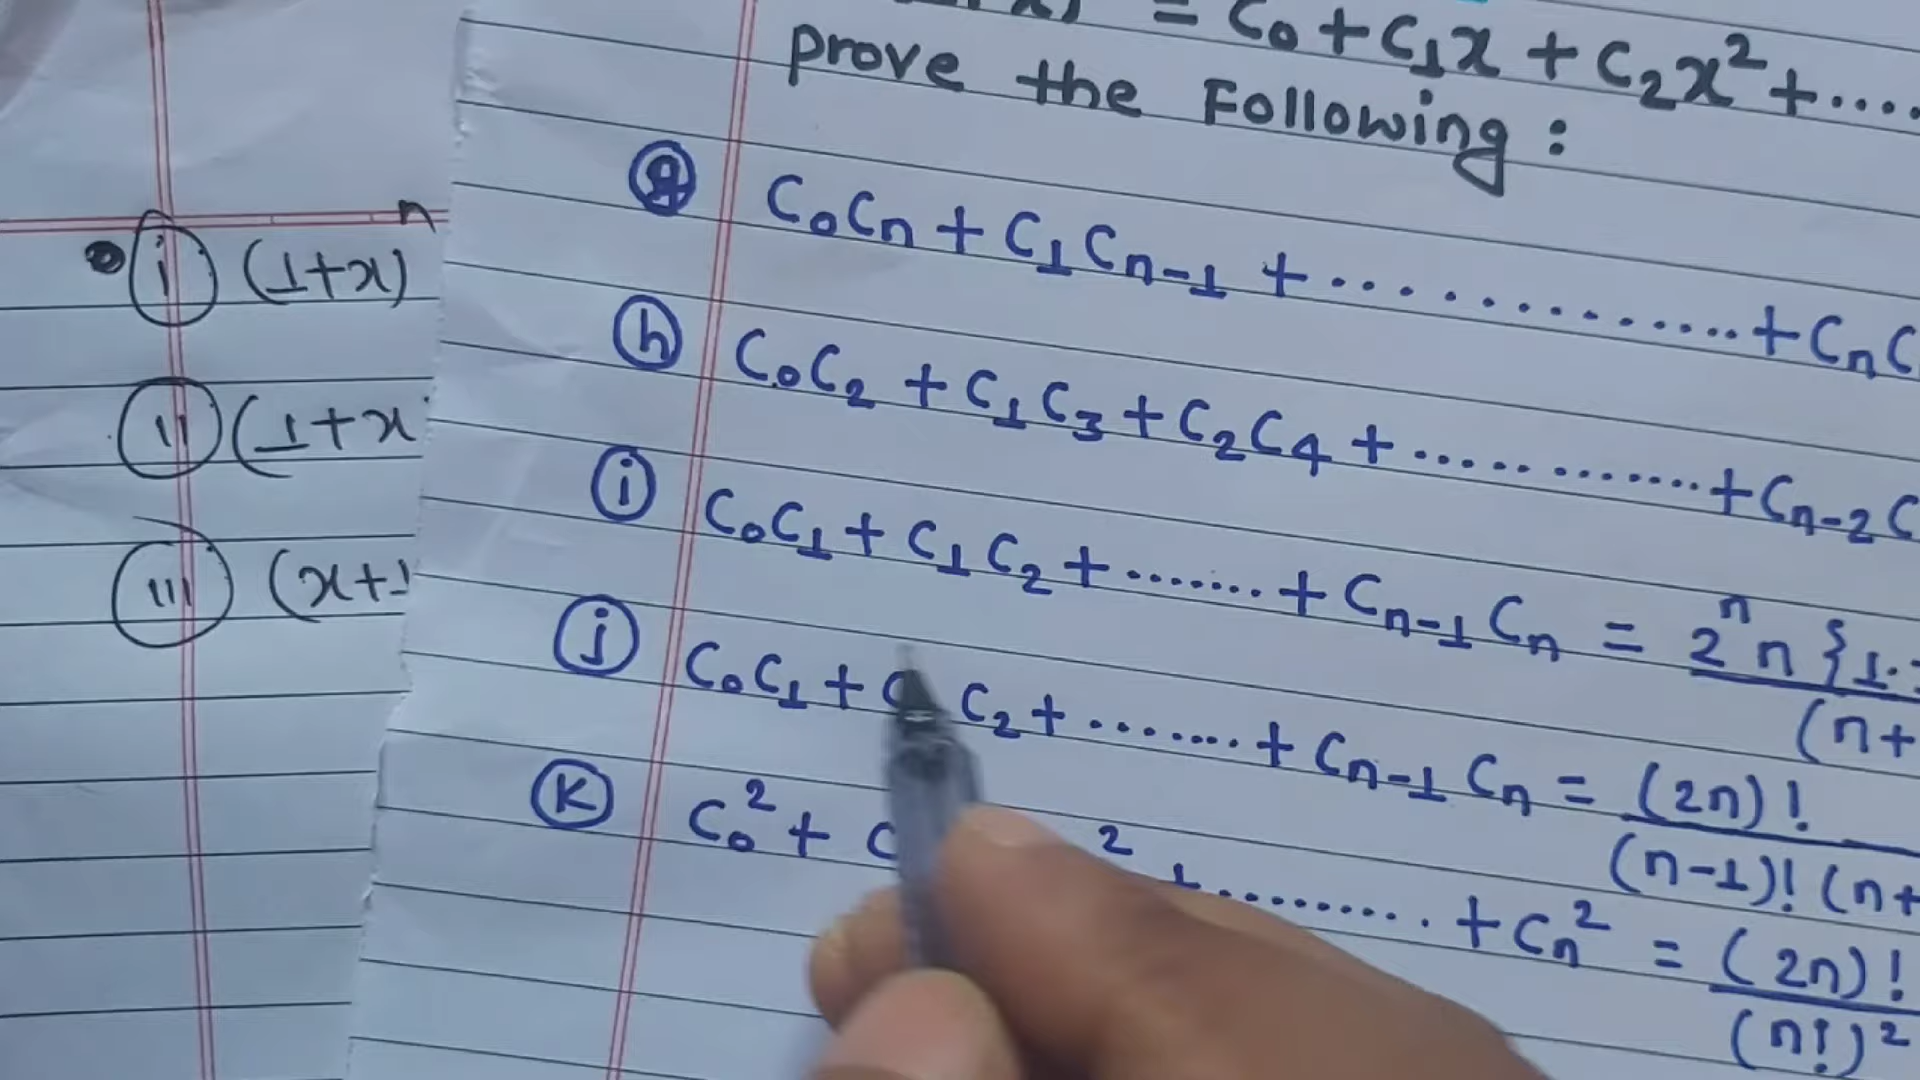 = C₀ + C₁x + C₂x² + ....
prove the Following :
g C₀Cₙ + C₁Cₙ₋₁ + .............. + CₙC
h C₀C₂ + C₁C₃ + C₂C₄ + ............ + Cₙ₋₂C
i C₀C₁ + C₁C₂ + ....... + Cₙ₋₁Cₙ = 2ⁿn {1.
(n+
j C₀C₁ + C C₂ + ....... + Cₙ₋₁Cₙ = (2n)!
(n-1)! (n+
k C₀² + C ² + ......... + Cₙ² = (2n)!
(n!)²
i (1+x)ⁿ
ii (1+x
iii (x+1